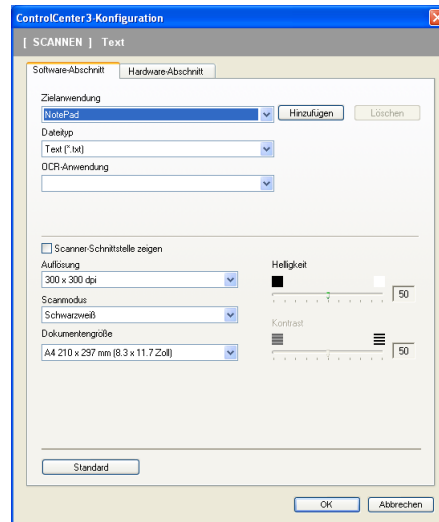 ControlCenter3-Konfiguration
[ SCANNEN ] Text
Software-Abschnitt
Hardware-Abschnitt
Zielanwendung
NotePad
Hinzufügen
Löschen
Dateityp
Text (*.txt)
OCR-Anwendung
Scanner-Schnittstelle zeigen
Auflösung
Helligkeit
300 x 300 dpi
50
Scanmodus
Schwarzweiß
Kontrast
Dokumentengröße
A4 210 x 297 mm (8.3 x 11.7 Zoll)
50
Standard
OK
Abbrechen